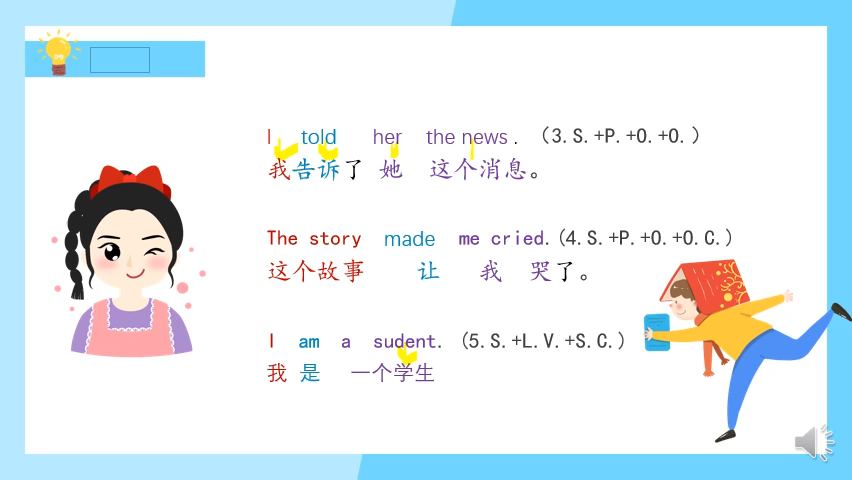 I told her the news . （3.S.+P.+O.+O.）
我告诉了 她 这个消息。
The story made me cried.(4.S.+P.+O.+O.C.)
这个故事 让 我 哭了。
I am a sudent. (5.S.+L.V.+S.C.)
我 是 一个学生